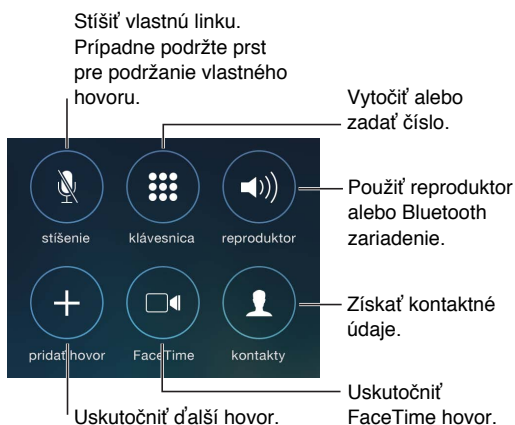 Stíšiť vlastnú linku.
Prípadne podržte prst
pre podržanie vlastného
hovoru.
Vytočiť alebo
zadať číslo.
Použiť reproduktor
alebo Bluetooth
zariadenie.
stíšenie
klávesnica
reproduktor
Získať kontaktné
údaje.
pridať hovor
FaceTime
kontakty
Uskutočniť ďalší hovor.
Uskutočniť
FaceTime hovor.